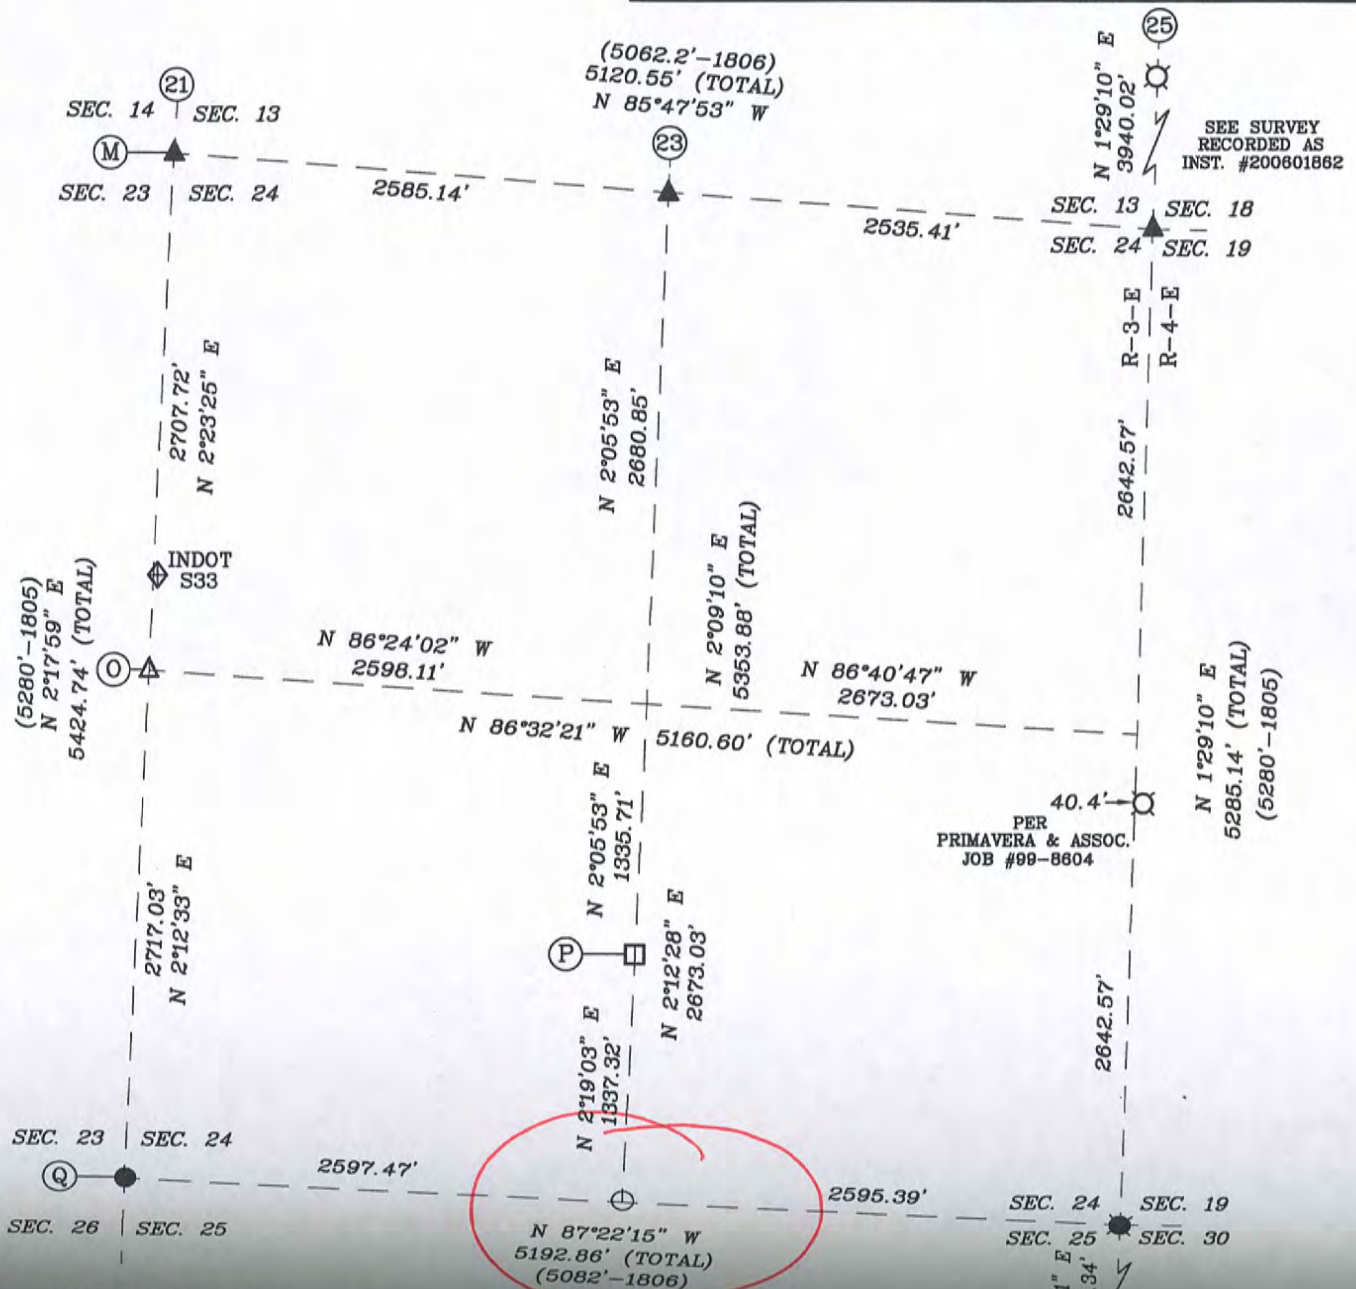 (5062.2'-1806)
5120.55' (TOTAL)
N 85°47'53" W
25
N 1°29'10" E
3940.02'
SEE SURVEY
RECORDED AS
INST. #200601862
21
SEC. 14
SEC. 13
M
SEC. 23
SEC. 24
2585.14'
23
2535.41'
SEC. 13
SEC. 18
SEC. 24
SEC. 19
R-3-E
R-4-E
2707.72'
N 2°23'25" E
N 2°05'53" E
2680.85'
2642.57'
INDOT
S33
(5280'-1805)
N 2°17'59" E
5424.74' (TOTAL)
O
N 86°24'02" W
2598.11'
N 2°09'10" E
5353.88' (TOTAL)
N 86°40'47" W
2673.03'
N 86°32'21" W
5160.60' (TOTAL)
N 1°29'10" E
5285.14' (TOTAL)
(5280'-1805)
N 2°05'53" E
1335.71'
40.4'
PER
PRIMAVERA & ASSOC.
JOB #99-8604
2717.03'
N 2°12'33" E
P
N 2°12'28" E
2673.03'
2642.57'
N 2°19'03" E
1337.32'
SEC. 23
SEC. 24
Q
2597.47'
2595.39'
SEC. 26
SEC. 25
N 87°22'15" W
5192.86' (TOTAL)
(5082'-1806)
SEC. 24
SEC. 19
SEC. 25
SEC. 30
1" E
34'